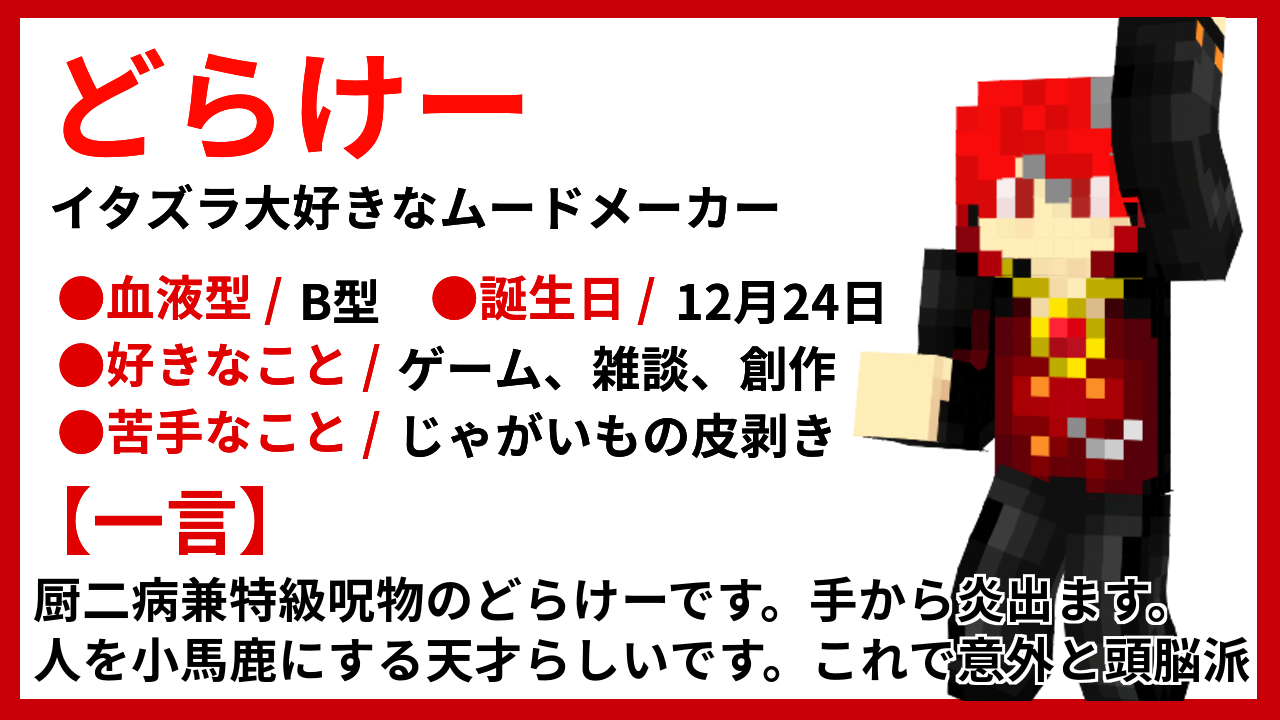 どらけー
イタズラ大好きなムードメーカー
●血液型 / B型 ●誕生日 / 12月24日
●好きなこと / ゲーム、雑談、創作
●苦手なこと / じゃがいもの皮剥き
【一言】
厨二病兼特級呪物のどらけーです。手から炎出ます。
人を小馬鹿にする天才らしいです。これで意外と頭脳派